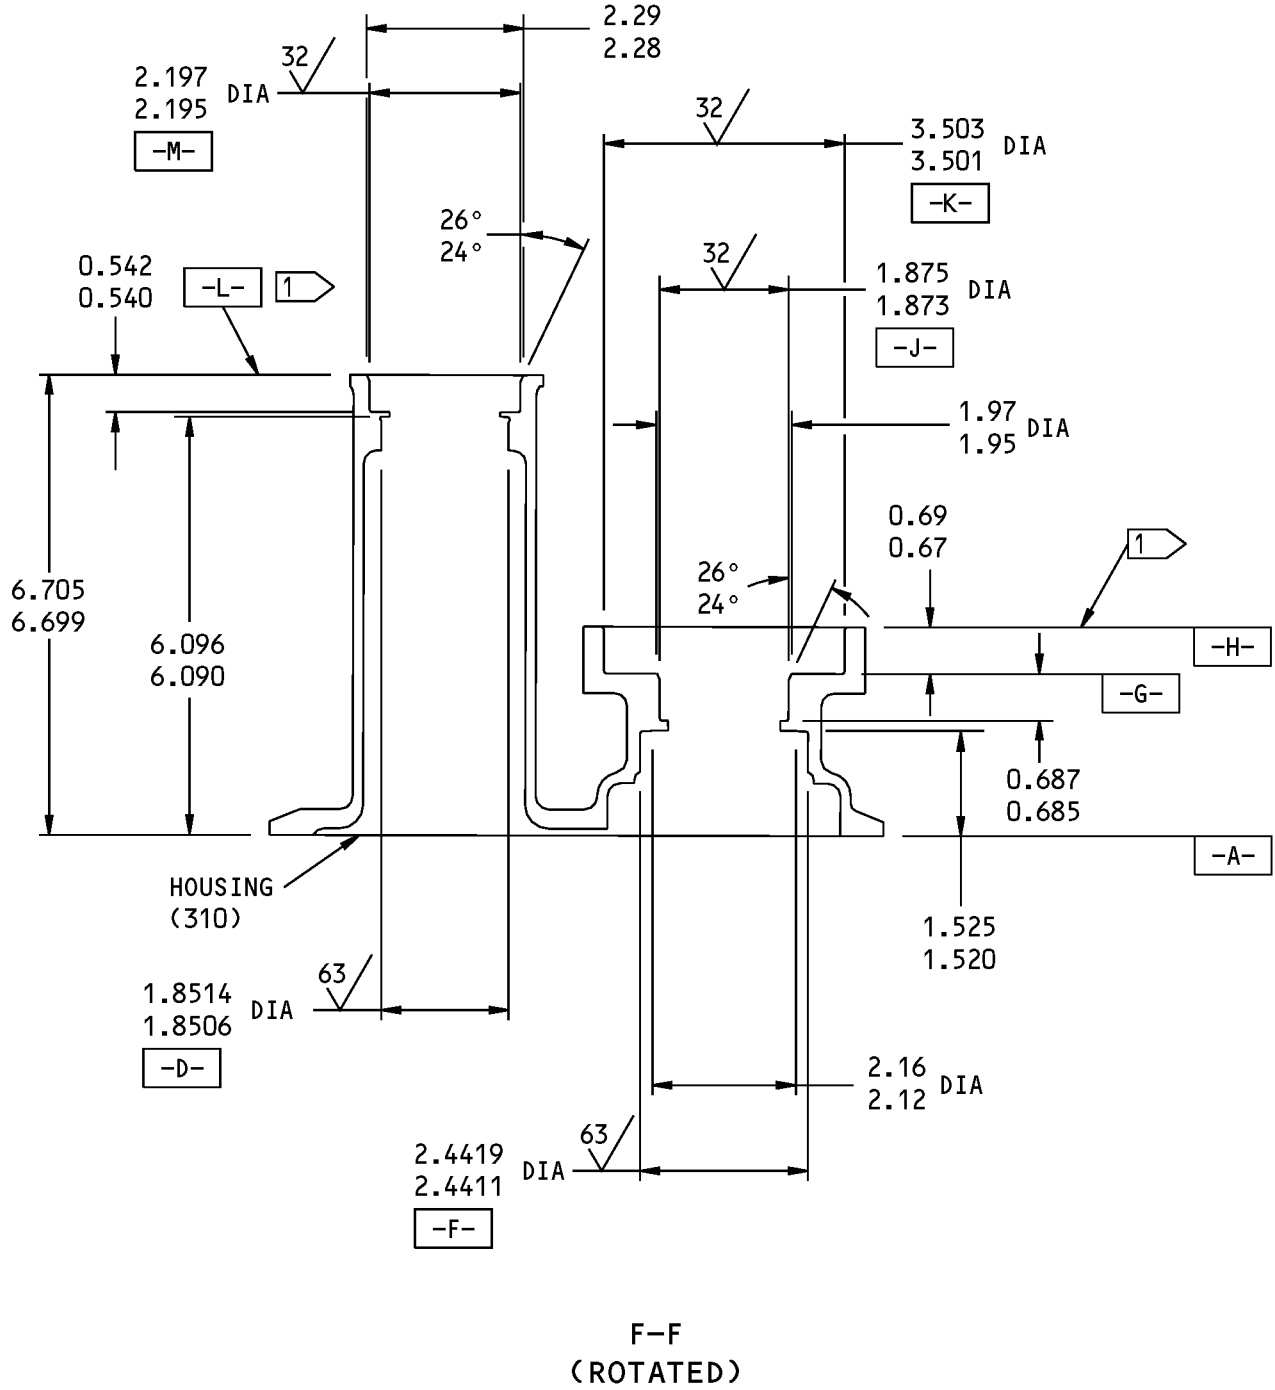 2.29
2.28
32
2.197
2.195
DIA
-M-
32
3.503
3.501
DIA
-K-
26°
24°
32
0.542
0.540
-L-
1
1.875
1.873
DIA
-J-
1.97
1.95
DIA
0.69
0.67
1
26°
24°
6.705
6.699
6.096
6.090
-H-
-G-
0.687
0.685
-A-
HOUSING
(310)
1.525
1.520
63
1.8514
1.8506
DIA
-D-
2.16
2.12
DIA
63
2.4419
2.4411
DIA
-F-
F-F
(ROTATED)